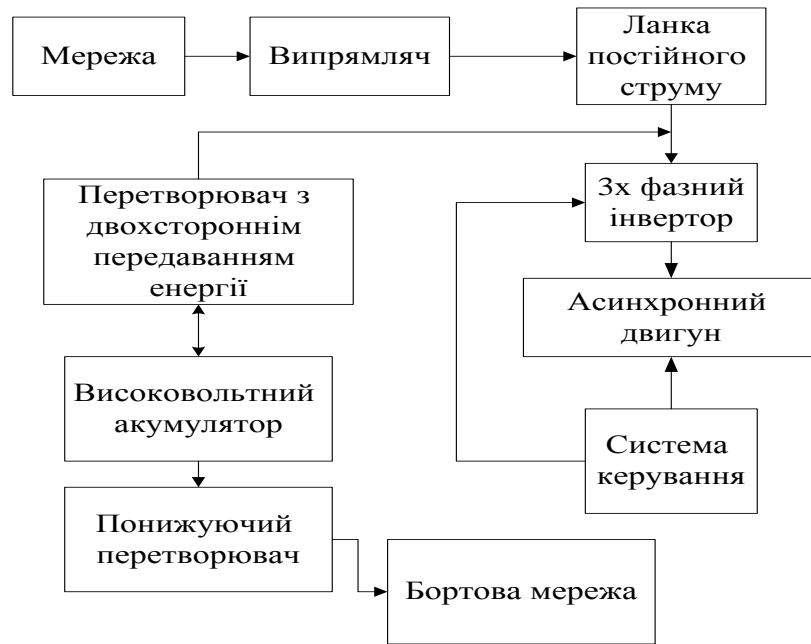 Мережа
Випрямляч
Ланка
постійного
струму
Перетворювач з
двохстороннім
передаванням
енергії
3х фазний
інвертор
Асинхронний
двигун
Високовольтний
акумулятор
Система
керування
Понижуючий
перетворювач
Бортова мережа